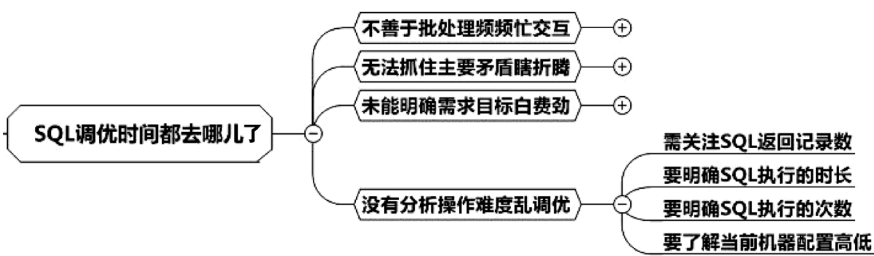 SQL调优时间都去哪儿了
不善于批处理频频忙交互
无法抓住主要矛盾瞎折腾
未能明确需求目标白费劲
没有分析操作难度乱调优
需关注SQL返回记录数
要明确SQL执行的时长
要明确SQL执行的次数
要了解当前机器配置高低